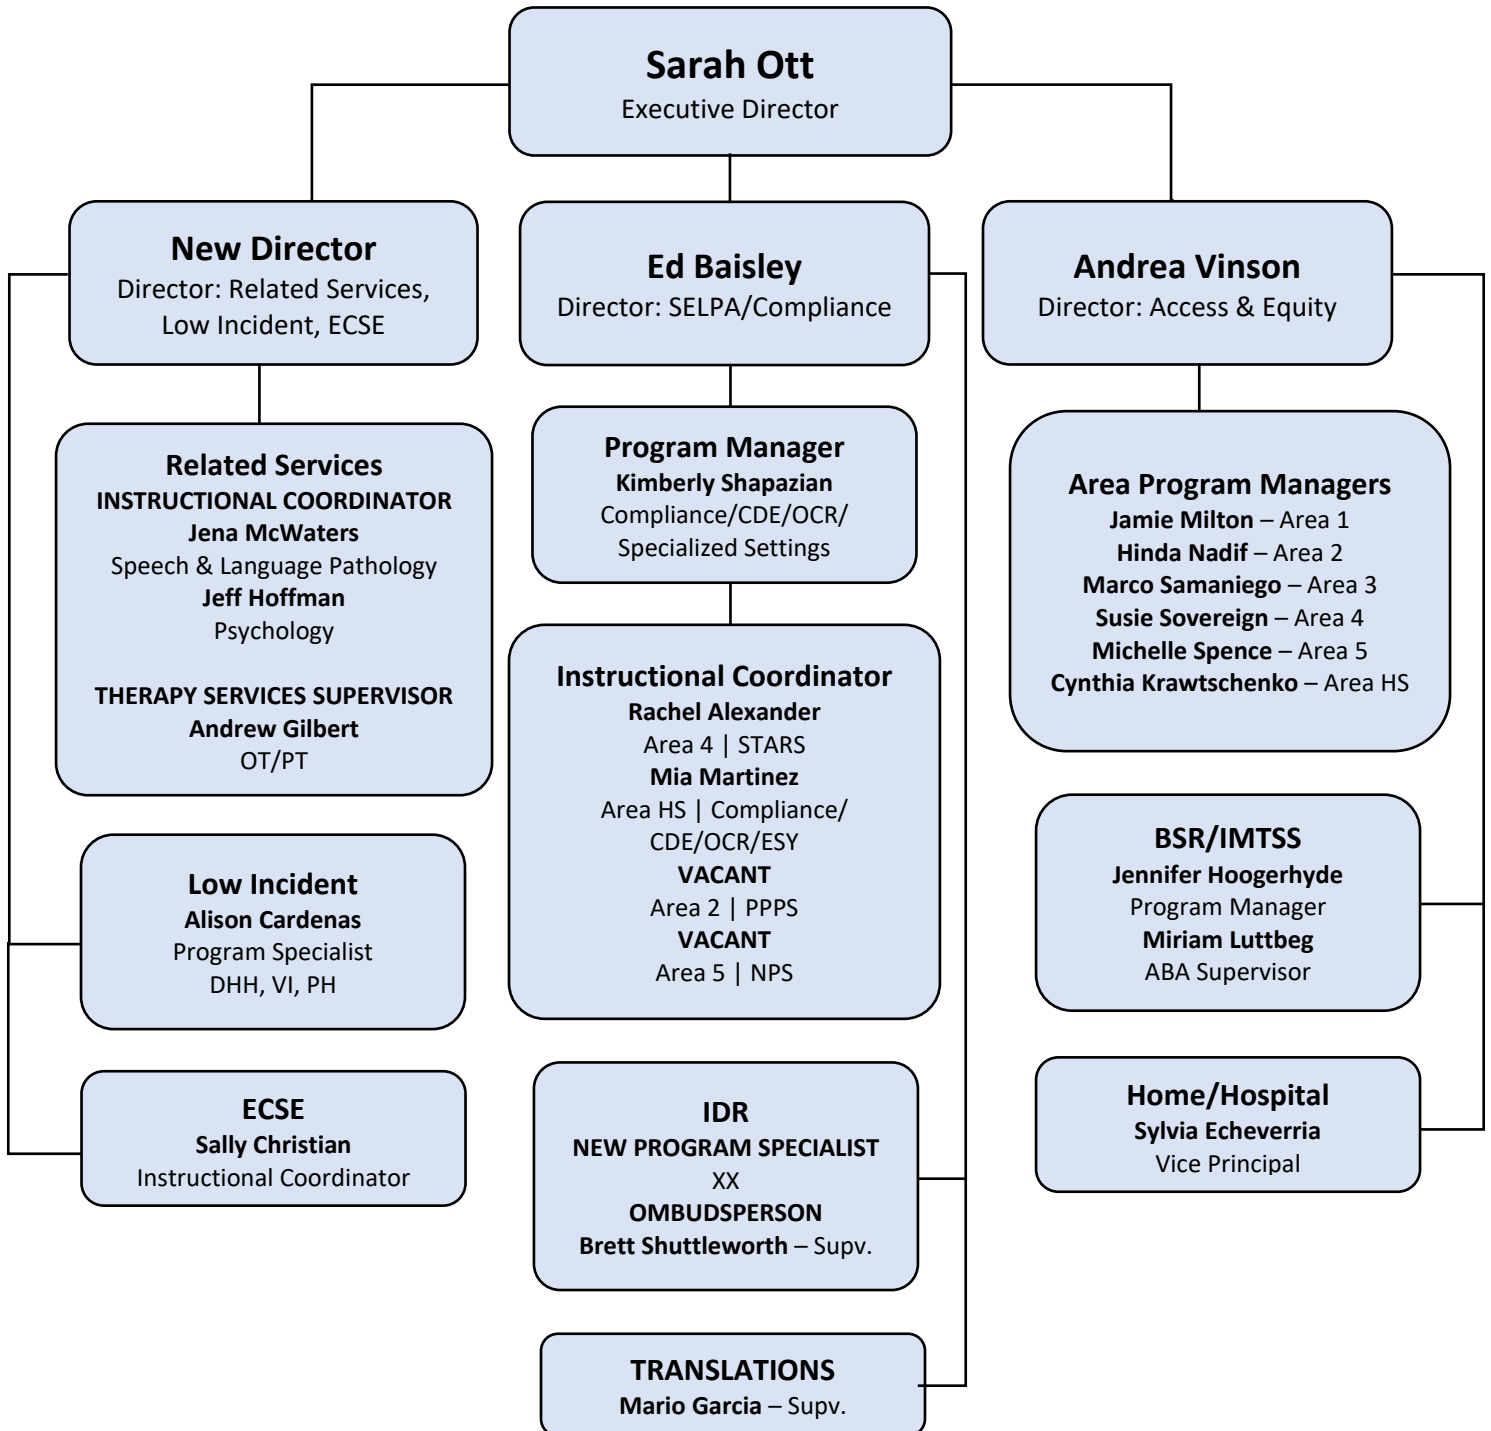 Sarah Ott
Executive Director
New Director
Director: Related Services,
Low Incident, ECSE
Ed Baisley
Director: SELPA/Compliance
Andrea Vinson
Director: Access & Equity
Related Services
INSTRUCTIONAL COORDINATOR
Jena McWaters
Speech & Language Pathology
Jeff Hoffman
Psychology
THERAPY SERVICES SUPERVISOR
Andrew Gilbert
OT/PT
Low Incident
Alison Cardenas
Program Specialist
DHH, VI, PH
ECSE
Sally Christian
Instructional Coordinator
Program Manager
Kimberly Shapazian
Compliance/CDE/OCR/
Specialized Settings
Instructional Coordinator
Rachel Alexander
Area 4 | STARS
Mia Martinez
Area HS | Compliance/
CDE/OCR/ESY
VACANT
Area 2 | PPPS
VACANT
Area 5 | NPS
IDR
NEW PROGRAM SPECIALIST
XX
OMBUDSPERSON
Brett Shuttleworth – Supv.
TRANSLATIONS
Mario Garcia – Supv.
Area Program Managers
Jamie Milton – Area 1
Hinda Nadif – Area 2
Marco Samaniego – Area 3
Susie Sovereign – Area 4
Michelle Spence – Area 5
Cynthia Krawtschenko – Area HS
BSR/IMTSS
Jennifer Hoogerhyde
Program Manager
Miriam Luttbeg
ABA Supervisor
Home/Hospital
Sylvia Echeverria
Vice Principal